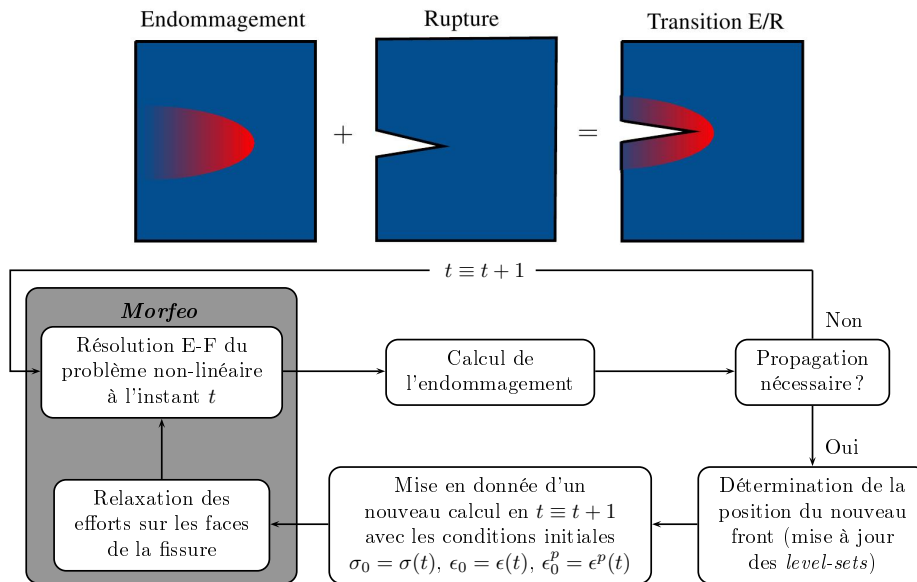 Endommagement
Rupture
Transition E/R
+
=
t ≡ t + 1
Morfeo
Résolution E-F du
problème non-linéaire
à l'instant t
Calcul de
l'endommagement
Propagation
nécessaire ?
Non
Oui
Relaxation des
efforts sur les faces
de la fissure
Mise en donnée d'un
nouveau calcul en t ≡ t + 1
avec les conditions initiales
σ₀ = σ(t), ϵ₀ = ϵ(t), ϵ₀ᵖ = ϵᵖ(t)
Détermination de la
position du nouveau
front (mise à jour
des level-sets)